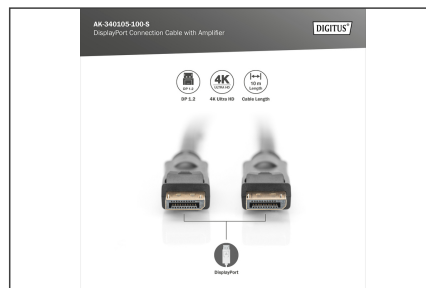 AK-340105-100-S
DisplayPort Connection Cable with Amplifier
DIGITUS®
DP 1.2
4K
ULTRA HD
10 m
Length
DP 1.2
4K Ultra HD
Cable Length
DisplayPort